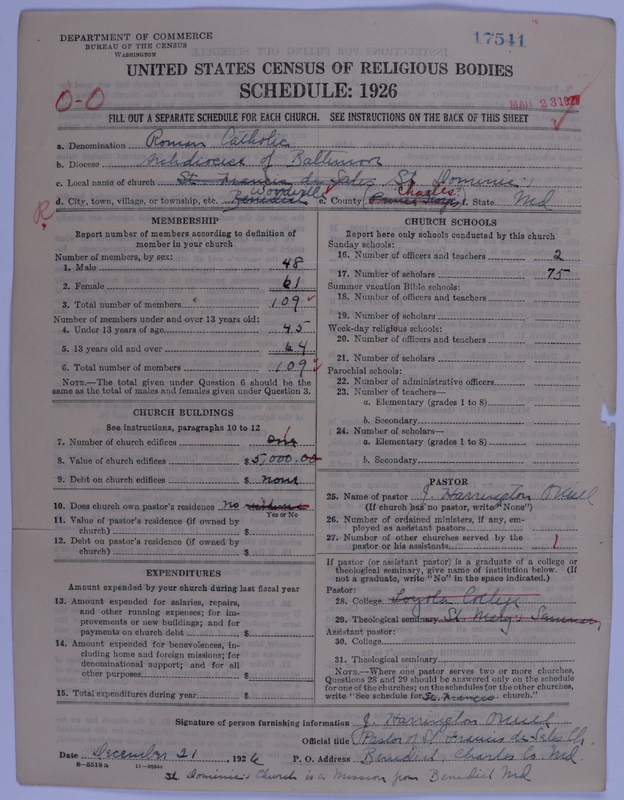 DEPARTMENT OF COMMERCE
BUREAU OF THE CENSUS
WASHINGTON
17541
UNITED STATES CENSUS OF RELIGIOUS BODIES
SCHEDULE: 1926
0-0
MAR 23 1927
FILL OUT A SEPARATE SCHEDULE FOR EACH CHURCH. SEE INSTRUCTIONS ON THE BACK OF THIS SHEET
a. Denomination Roman Catholic
b. Diocese Archdiocese of Baltimore
c. Local name of church St. Francis de Sales St. Dominic's
Charles
d. City, town, village, or township, etc. Benedict e. County Prince Georges f. State Md
R
MEMBERSHIP
Report number of members according to definition of
member in your church
Number of members, by sex:
1. Male 48
2. Female 61
3. Total number of members 109
Number of members under and over 13 years old:
4. Under 13 years of age 45
5. 13 years old and over 64
6. Total number of members 109
NOTE.—The total given under Question 6 should be the
same as the total of males and females given under Question 3.
CHURCH BUILDINGS
See instructions, paragraphs 10 to 12
7. Number of church edifices One 1
8. Value of church edifices $5,000.00
9. Debt on church edifices $ none
10. Does church own pastor's residence No
Yes or No
11. Value of pastor's residence (if owned by
church) $
12. Debt on pastor's residence (if owned by
church) $
EXPENDITURES
Amount expended by your church during last fiscal year
13. Amount expended for salaries, repairs,
and other running expenses; for im-
provements or new buildings; and for
payments on church debt $
14. Amount expended for benevolences, in-
cluding home and foreign missions; for
denominational support; and for all
other purposes $
15. Total expenditures during year $
CHURCH SCHOOLS
Report here only schools conducted by this church
Sunday schools:
16. Number of officers and teachers 2
17. Number of scholars 75
Summer vacation Bible schools:
18. Number of officers and teachers
19. Number of scholars
Week-day religious schools:
20. Number of officers and teachers
21. Number of scholars
Parochial schools:
22. Number of administrative officers
23. Number of teachers—
a. Elementary (grades 1 to 8)
b. Secondary
24. Number of scholars—
a. Elementary (grades 1 to 8)
b. Secondary
PASTOR
25. Name of pastor J. Harrington O'Neill
(If church has no pastor, write "None")
26. Number of ordained ministers, if any, em-
ployed as assistant pastors
27. Number of other churches served by the
pastor or his assistants 1
If pastor (or assistant pastor) is a graduate of a college or
theological seminary, give name of institution below. (If
not a graduate, write "No" in the space indicated.)
Pastor:
28. College Loyola College
29. Theological seminary St. Mary's Seminary
Assistant pastor:
30. College
31. Theological seminary
NOTE.—Where one pastor serves two or more churches,
Questions 28 and 29 should be answered only on the schedule
for one of the churches; on the schedules for the other churches,
write "See schedule for St. Francis church."
Signature of person furnishing information J. Harrington O'Neill
Official title Pastor of St Francis de Sales Ch.
Date December 21, 1926 P. O. Address Benedict, Charles Co. Md.
8-5518a 11-9
St Dominic's Church is a Mission from Benedict Md